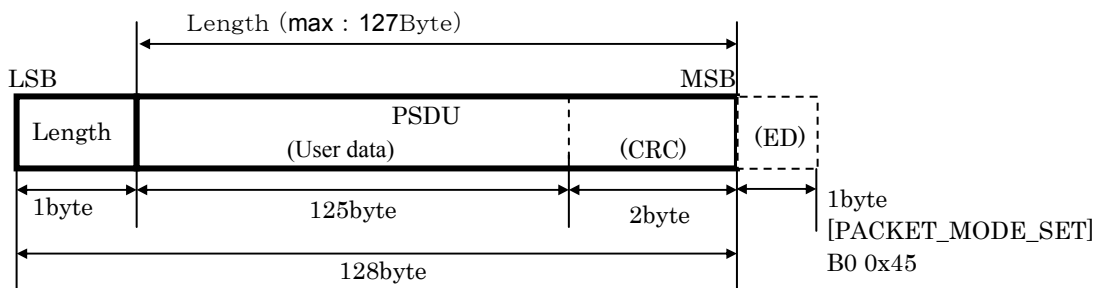 Length (max : 127Byte)
LSB
MSB
Length
PSDU
(User data)
(CRC)
(ED)
1byte
125byte
2byte
1byte
[PACKET_MODE_SET]
B0 0x45
128byte